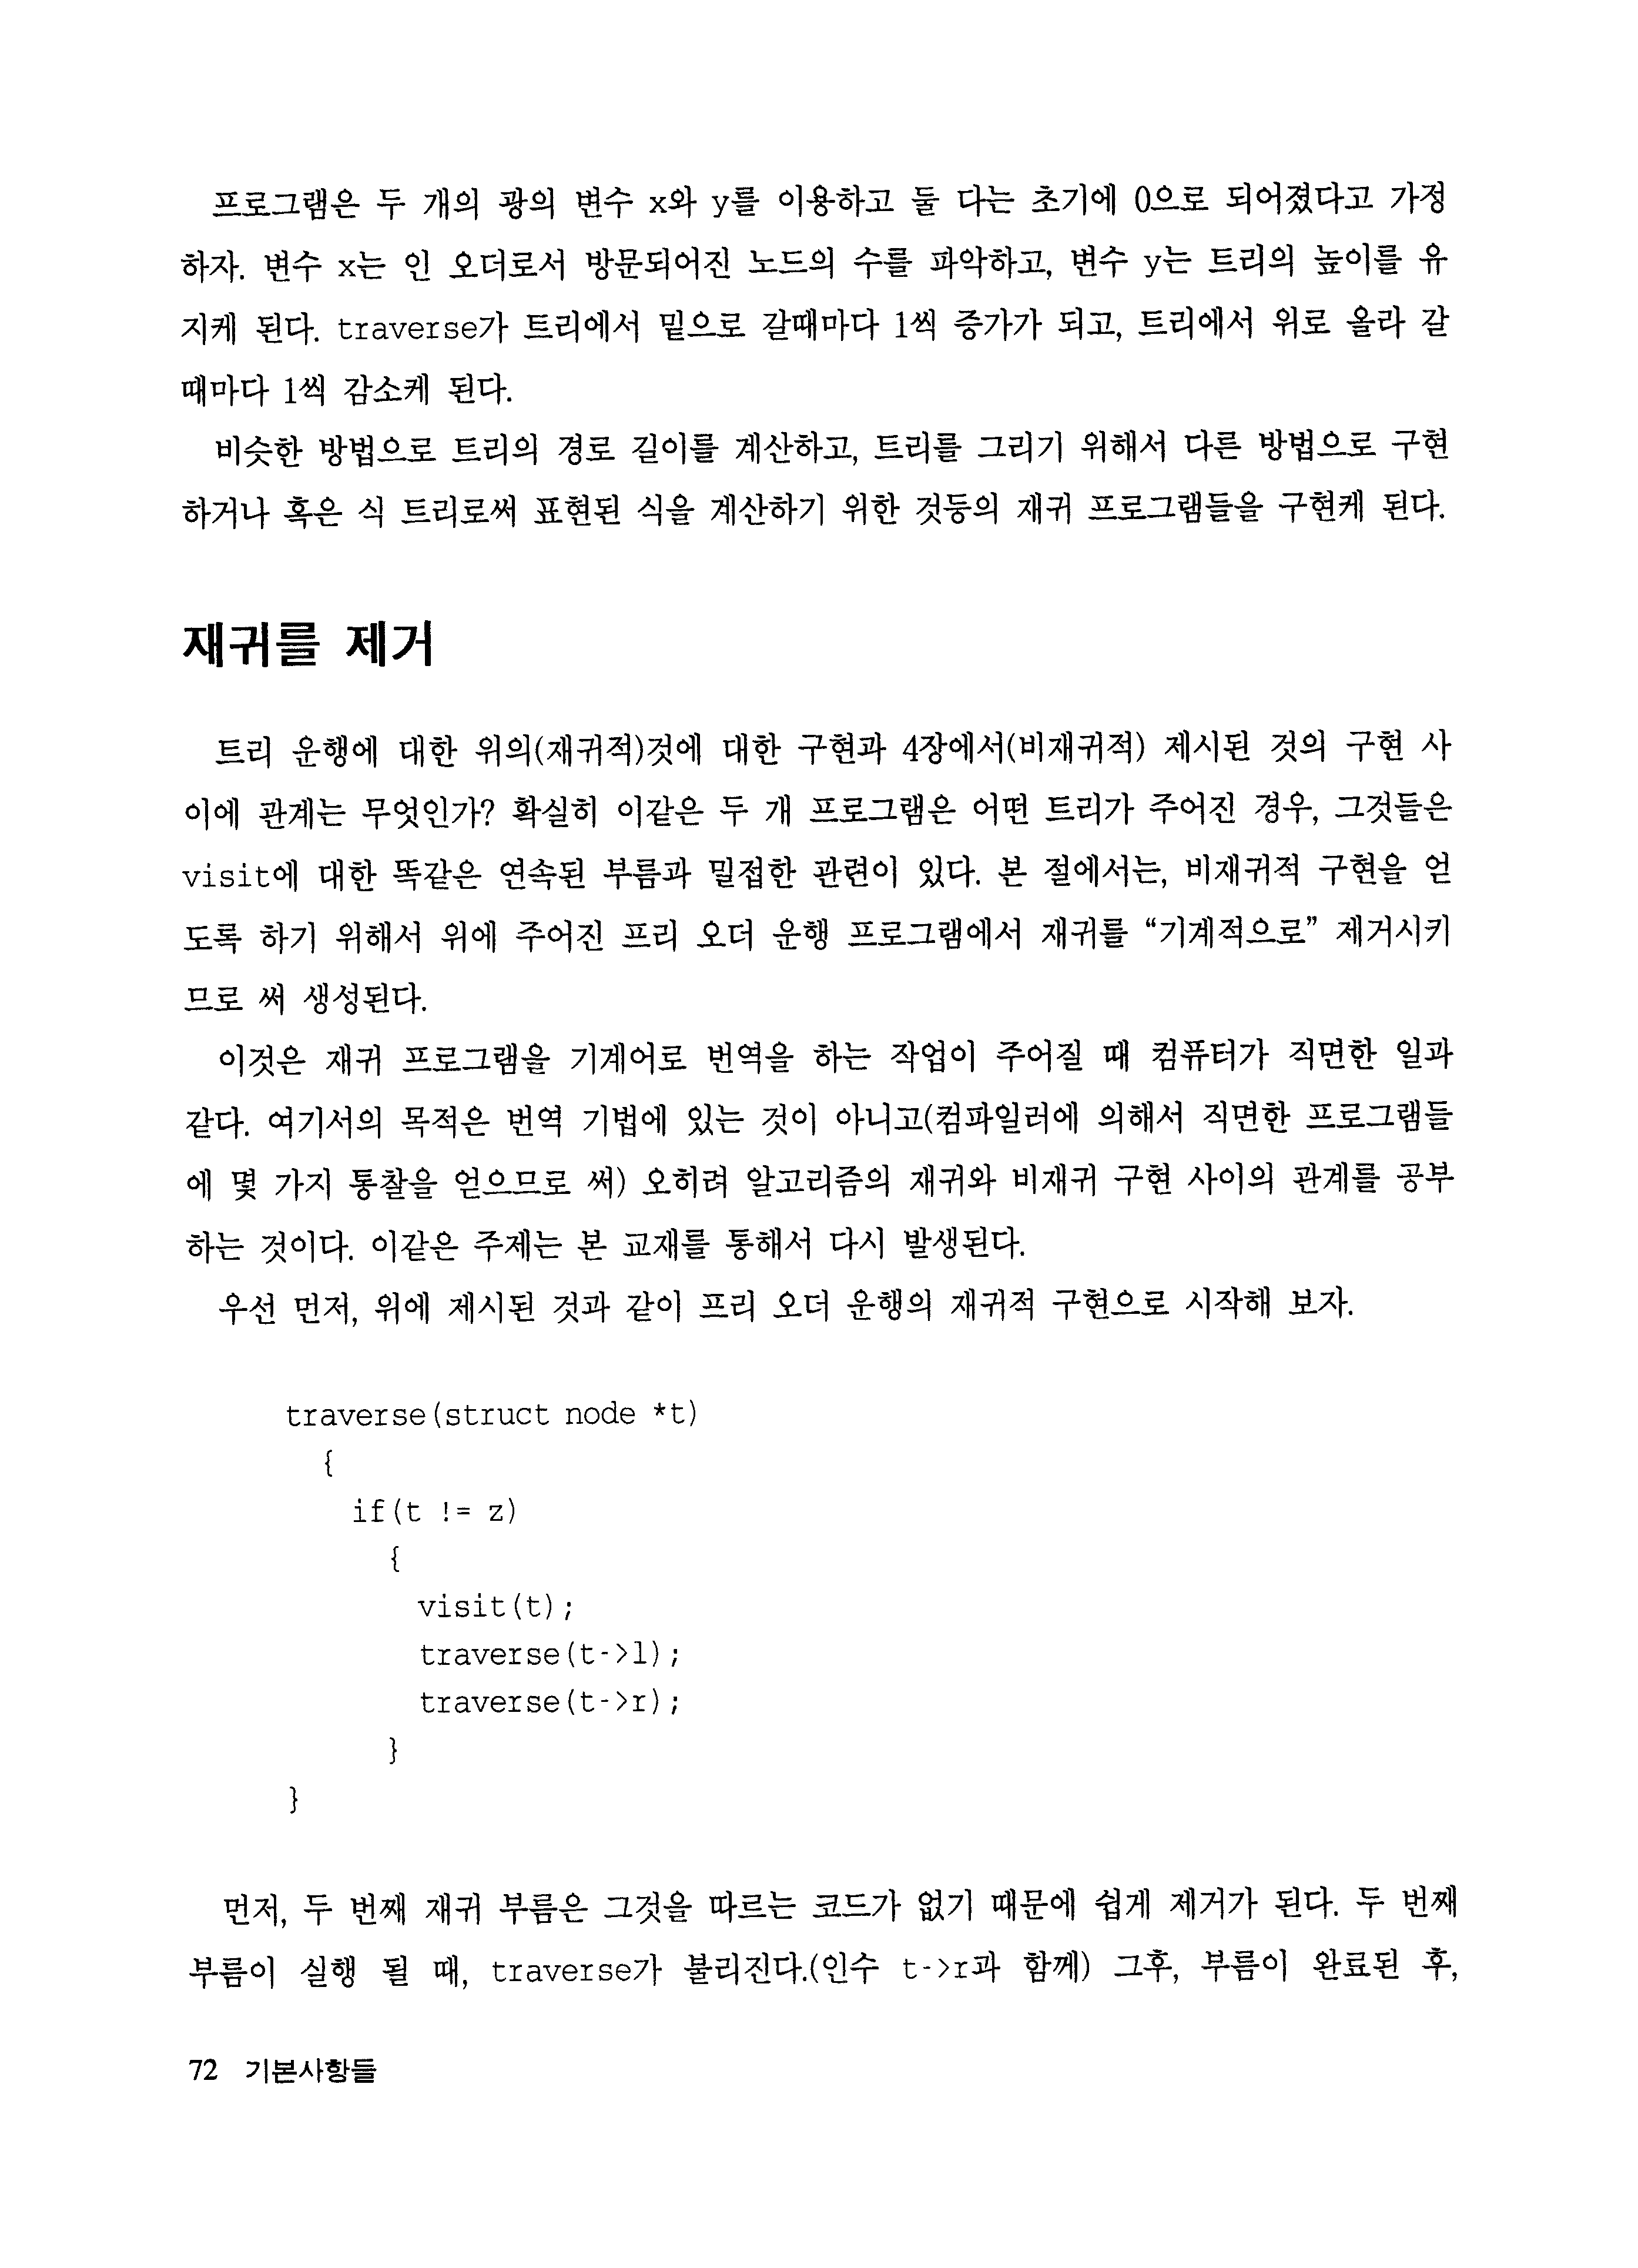 프로그램은 두 개의 광의 변수 x와 y를 이용하고 둘 다는 초기에 0으로 되어졌다고 가정
하자. 변수 x는 인 오더로서 방문되어진 노드의 수를 파악하고, 변수 y는 트리의 높이를 유
지케 된다. traverse가 트리에서 밑으로 갈때마다 1씩 증가가 되고, 트리에서 위로 올라 갈
때마다 1씩 감소케 된다.
비슷한 방법으로 트리의 경로 길이를 계산하고, 트리를 그리기 위해서 다른 방법으로 구현
하거나 혹은 식 트리로써 표현된 식을 계산하기 위한 것등의 재귀 프로그램들을 구현케 된다.
재귀를 제거
트리 운행에 대한 위의(재귀적)것에 대한 구현과 4장에서(비재귀적) 제시된 것의 구현 사
이에 관계는 무엇인가? 확실히 이같은 두 개 프로그램은 어떤 트리가 주어진 경우, 그것들은
visit에 대한 똑같은 연속된 부름과 밀접한 관련이 있다. 본 절에서는, 비재귀적 구현을 얻
도록 하기 위해서 위에 주어진 프리 오더 운행 프로그램에서 재귀를 “기계적으로” 제거시키
므로 써 생성된다.
이것은 재귀 프로그램을 기계어로 번역을 하는 작업이 주어질 때 컴퓨터가 직면한 일과
같다. 여기서의 목적은 번역 기법에 있는 것이 아니고(컴파일러에 의해서 직면한 프로그램들
에 몇 가지 통찰을 얻으므로 써) 오히려 알고리즘의 재귀와 비재귀 구현 사이의 관계를 공부
하는 것이다. 이같은 주제는 본 교재를 통해서 다시 발생된다.
우선 먼저, 위에 제시된 것과 같이 프리 오더 운행의 재귀적 구현으로 시작해 보자.
traverse(struct node *t)
{
if(t != z)
{
visit(t);
traverse(t->l);
traverse(t->r);
}
}
먼저, 두 번째 재귀 부름은 그것을 따르는 코드가 없기 때문에 쉽게 제거가 된다. 두 번째
부름이 실행 될 때, traverse가 불리진다.(인수 t->r과 함께) 그후, 부름이 완료된 후,
72 기본사항들